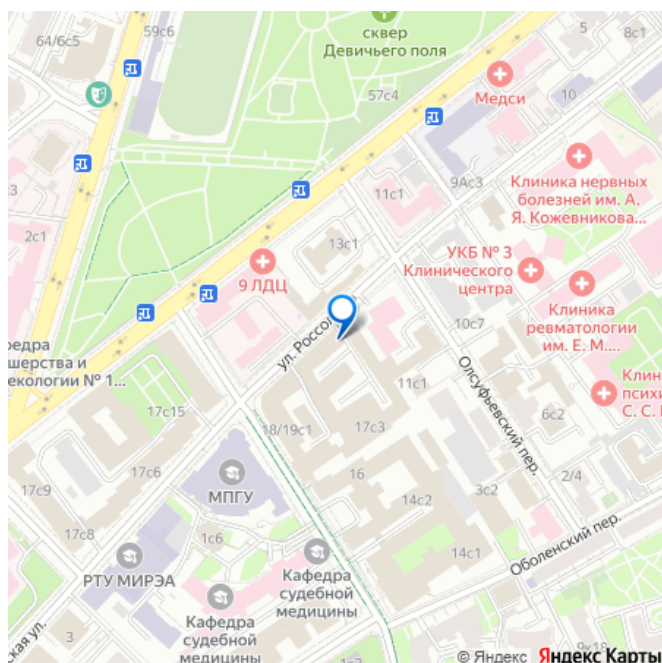 64/6с5
59с6
сквер
Девичьего поля
5
8с1
57с4
Медси
10
3
11с1
9Ас3
Клиника нервных
болезней им. А.
Я. Кожевникова...
2с1
13с1
УКБ № 3
Клинического
центра
9 ЛДЦ
Клиника
ревматологии
им. Е. М....
10с7
ул. Россо
11с1
Олсуфьевский пер.
17с15
18/19с1
17с3
6с2
17с6
МПГУ
16
2/4
17с9
14с2
3с2
17с8
1с6
14с1
Оболенский пер.
РТУ МИРЭА
Кафедра
судебной
медицины
Кафедра
судебной
медицины
3
© Яндекс Яндекс Карты